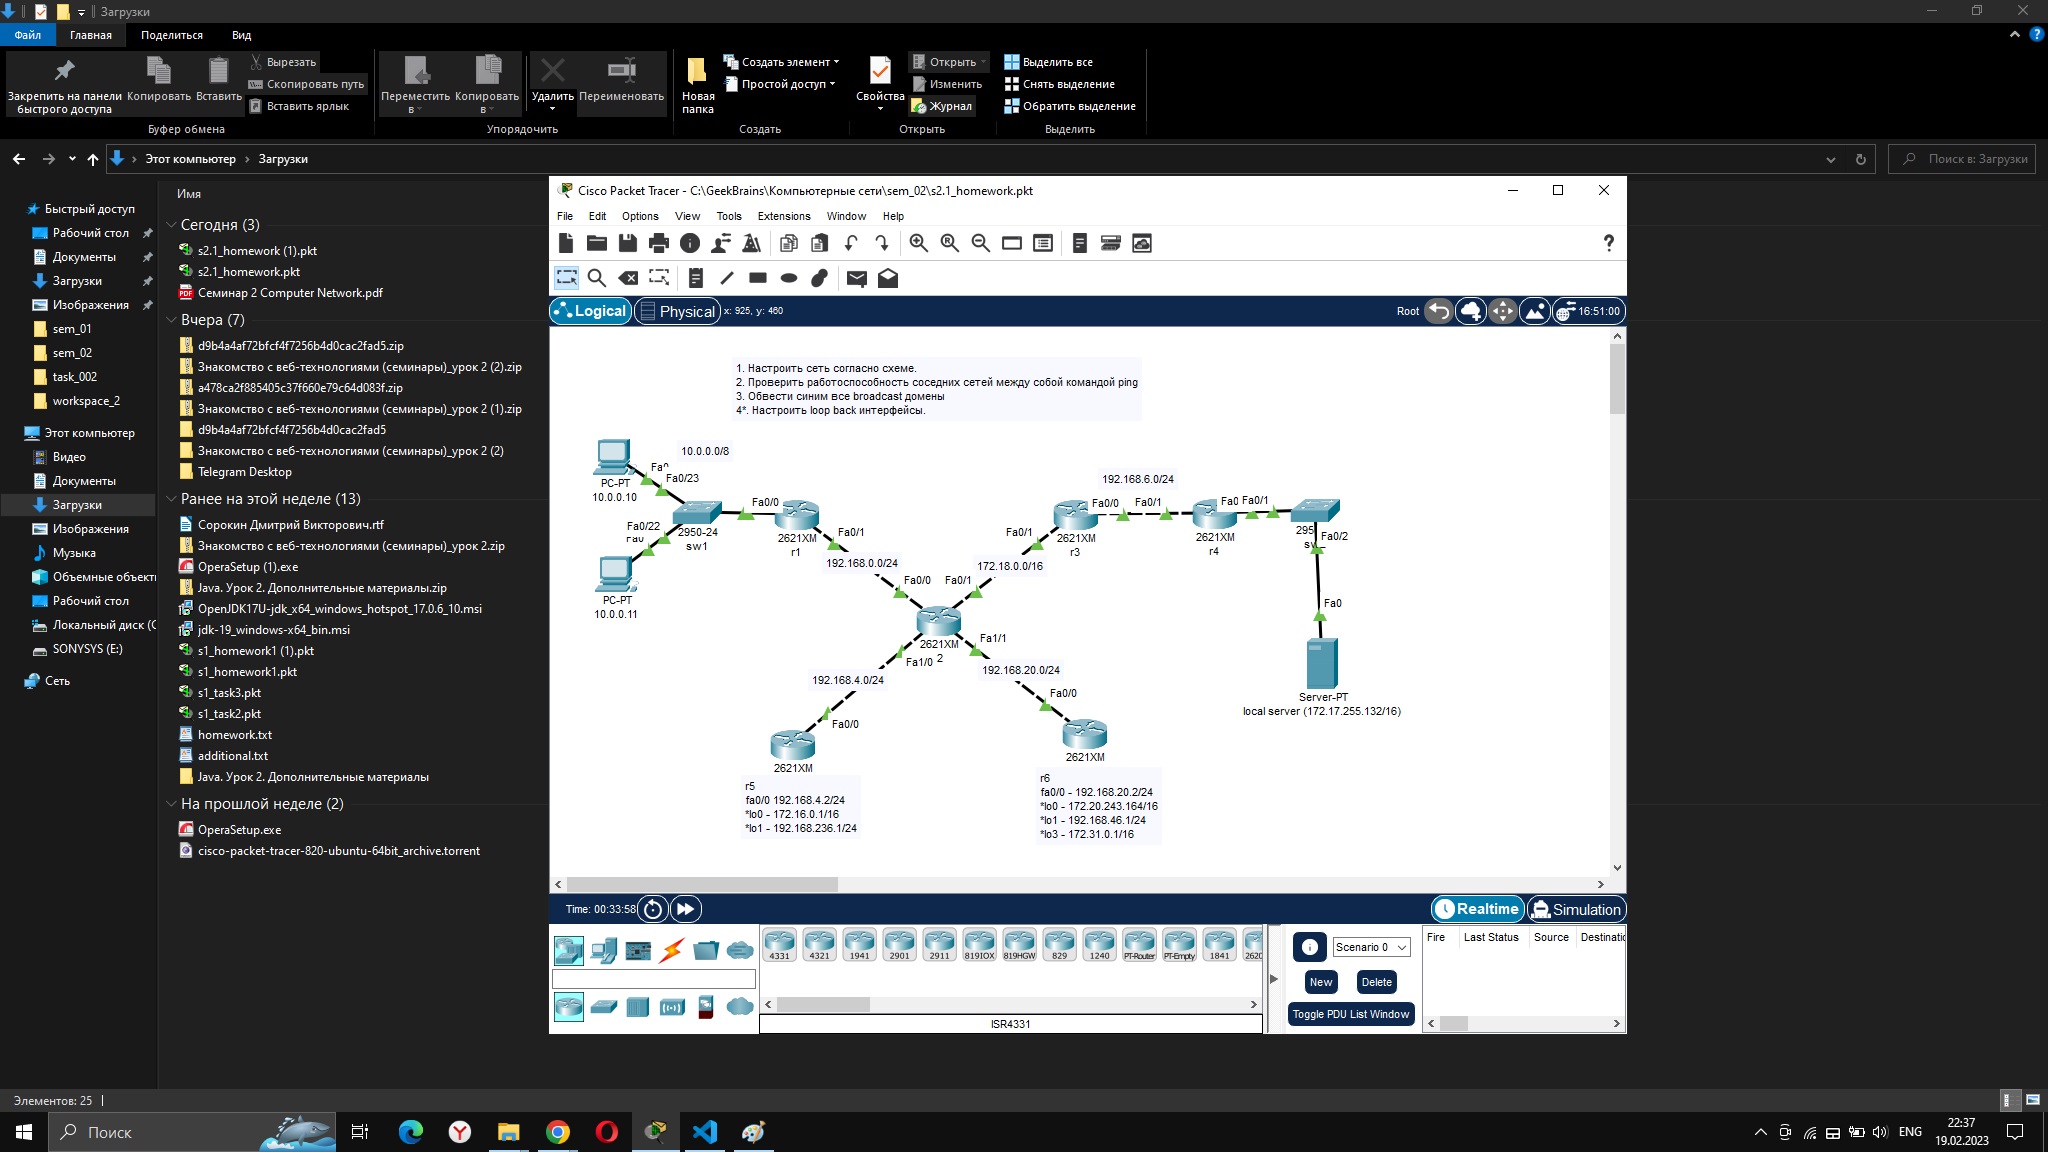 Загрузки
Файл
Главная
Поделиться
Вид
Закрепить на панели быстрого доступа
Копировать
Вставить
Вырезать
Скопировать путь
Вставить ярлык
Буфер обмена
Переместить в
Копировать в
Удалить
Переименовать
Упорядочить
Новая папка
Создать элемент
Простой доступ
Создать
Свойства
Открыть
Изменить
Журнал
Открыть
Выделить все
Снять выделение
Обратить выделение
Выделить
Этот компьютер
Загрузки
Поиск в: Загрузки
Быстрый доступ
Рабочий стол
Документы
Загрузки
Изображения
sem_01
sem_02
task_002
workspace_2
Этот компьютер
Видео
Документы
Загрузки
Изображения
Музыка
Объемные объекты
Рабочий стол
Локальный диск (C
SONYSYS (E:)
Сеть
Имя
Сегодня (3)
s2.1_homework (1).pkt
s2.1_homework.pkt
Семинар 2 Computer Network.pdf
Вчера (7)
d9b4a4af72bfcf4f7256b4d0cac2fad5.zip
Знакомство с веб-технологиями (семинары)_урок 2 (2).zip
a478ca2f885405c37f660e79c64d083f.zip
Знакомство с веб-технологиями (семинары)_урок 2 (1).zip
d9b4a4af72bfcf4f7256b4d0cac2fad5
Знакомство с веб-технологиями (семинары)_урок 2 (2)
Telegram Desktop
Ранее на этой неделе (13)
Сорокин Дмитрий Викторович.rtf
Знакомство с веб-технологиями (семинары)_урок 2.zip
OperaSetup (1).exe
Java. Урок 2. Дополнительные материалы.zip
OpenJDK17U-jdk_x64_windows_hotspot_17.0.6_10.msi
jdk-19_windows-x64_bin.msi
s1_homework1 (1).pkt
s1_homework1.pkt
s1_task3.pkt
s1_task2.pkt
homework.txt
additional.txt
Java. Урок 2. Дополнительные материалы
На прошлой неделе (2)
OperaSetup.exe
cisco-packet-tracer-820-ubuntu-64bit_archive.torrent
Cisco Packet Tracer - C:\GeekBrains\Компьютерные сети\sem_02\s2.1_homework.pkt
File Edit Options View Tools Extensions Window Help
Logical
Physical
x: 925, y: 460
Root
16:51:00
1. Настроить сеть согласно схеме.
2. Проверить работоспособность соседних сетей между собой командой ping
3. Обвести синим все broadcast домены
4*. Настроить loop back интерфейсы.
10.0.0.0/8
Fa0/23
PC-PT
10.0.0.10
Fa0/22
2950-24
sw1
Fa0/0
2621XM
r1
Fa0/1
PC-PT
10.0.0.11
192.168.0.0/24
Fa0/0
Fa0/1
172.18.0.0/16
Fa0/1
2621XM
r3
Fa0/0
192.168.6.0/24
Fa0/1
2621XM
r4
Fa0/1
Fa0/2
Fa0
Server-PT
local server (172.17.255.132/16)
2621XM
2
Fa1/1
Fa1/0
192.168.4.0/24
192.168.20.0/24
Fa0/0
Fa0/0
2621XM
2621XM
r5
fa0/0 192.168.4.2/24
*lo0 - 172.16.0.1/16
*lo1 - 192.168.236.1/24
r6
fa0/0 - 192.168.20.2/24
*lo0 - 172.20.243.164/16
*lo1 - 192.168.46.1/24
*lo3 - 172.31.0.1/16
Time: 00:33:58
Realtime
Simulation
4331 4321 1941 2901 2911 819IOX 819HGW 829 1240 PT-Router PT-Empty 1841 2620
ISR4331
Scenario 0
New
Delete
Toggle PDU List Window
Fire Last Status Source Destinatio
Элементов: 25
Поиск
ENG
22:37
19.02.2023